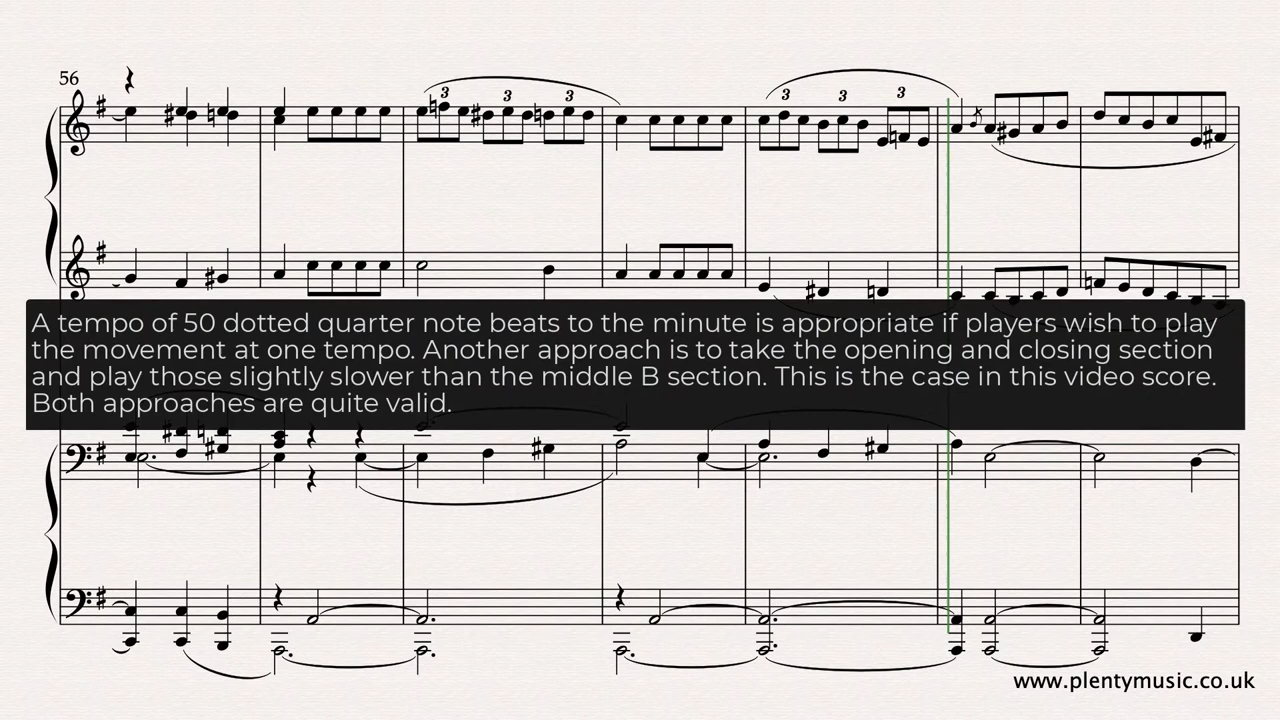 56
3 3 3 3 3 3
A tempo of 50 dotted quarter note beats to the minute is appropriate if players wish to play
the movement at one tempo. Another approach is to take the opening and closing section
and play those slightly slower than the middle B section. This is the case in this video score.
Both approaches are quite valid.
www.plentymusic.co.uk